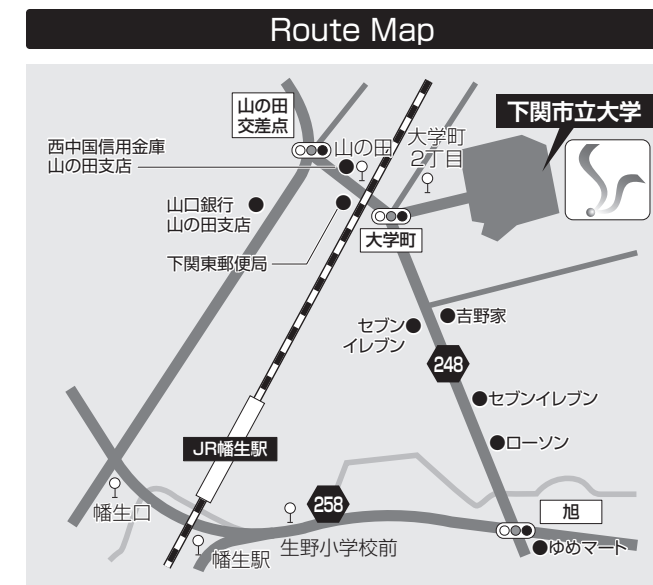 Route Map
山の田
交差点
下関市立大学
西中国信用金庫
山の田支店
山の田
大学町
2丁目
山口銀行
山の田支店
大学町
下関東郵便局
セブン
イレブン
吉野家
248
セブンイレブン
ローソン
JR幡生駅
幡生口
258
旭
幡生駅
生野小学校前
ゆめマート